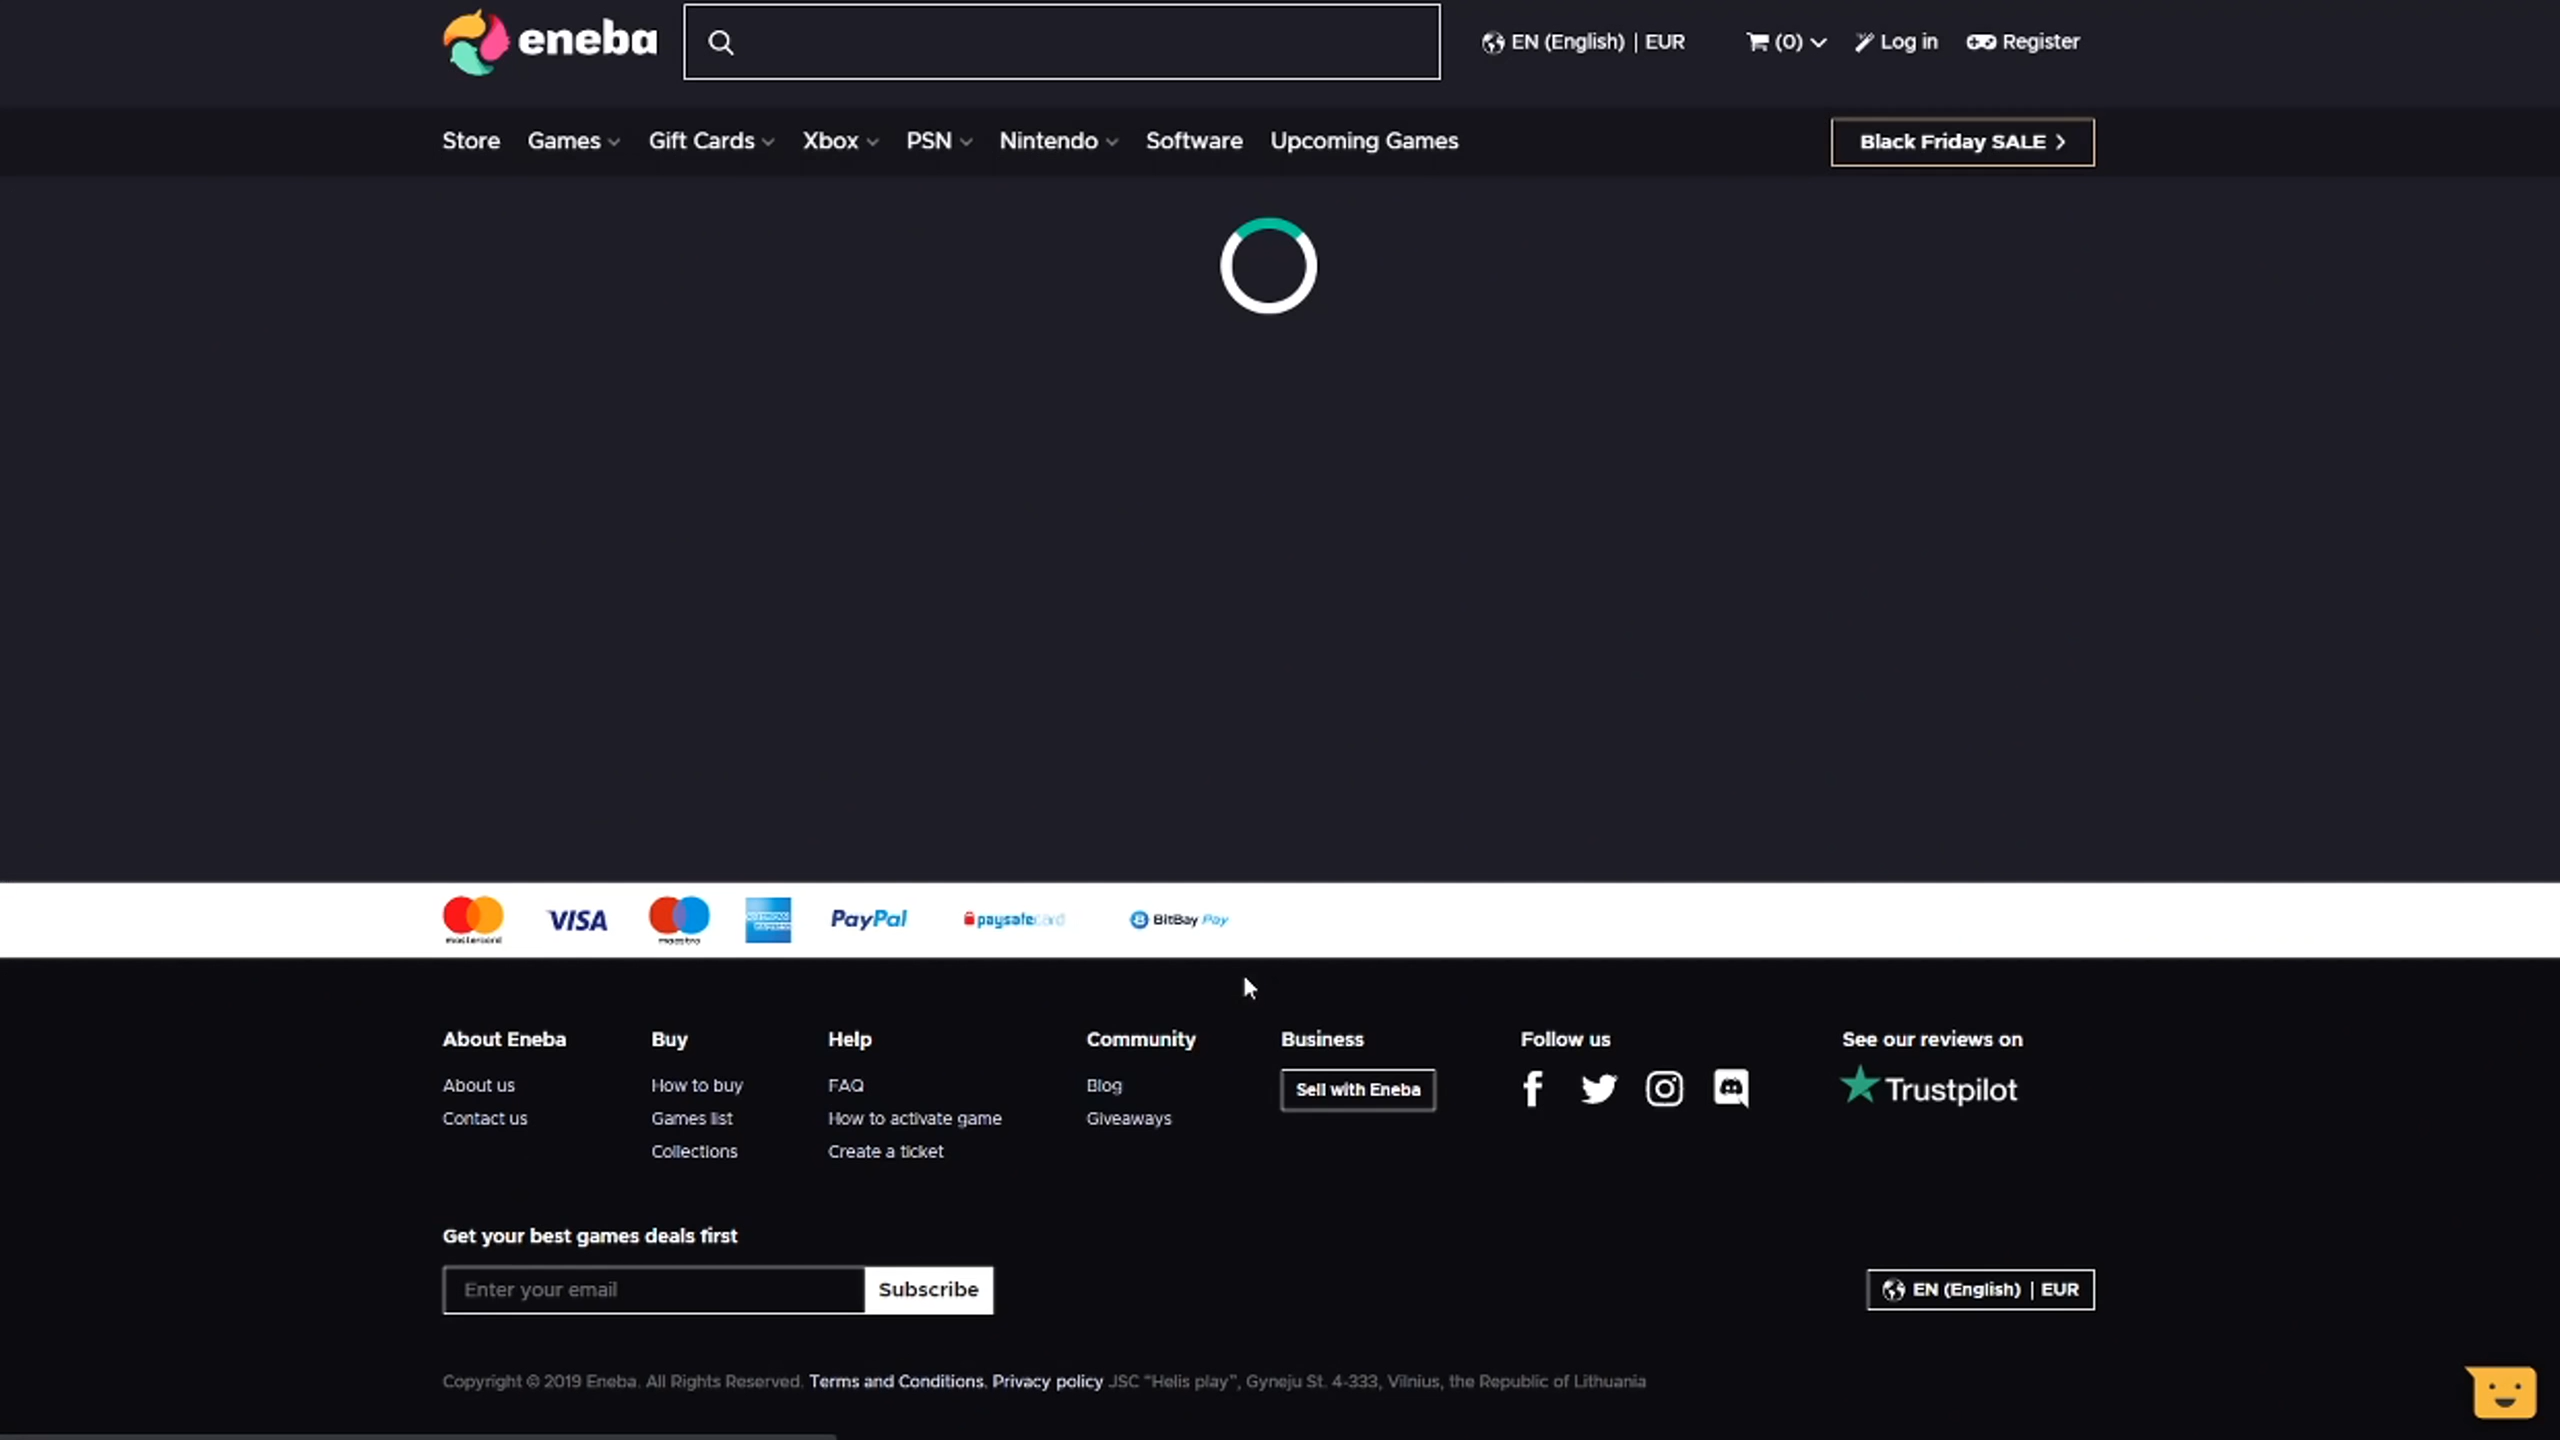 eneba
EN (English) | EUR
(0)
Log in
Register
Store Games Gift Cards Xbox PSN Nintendo Software Upcoming Games
Black Friday SALE
mastercard VISA maestro AMERICAN EXPRESS PayPal paysafecard BitBay Pay
About Eneba
About us
Contact us
Buy
How to buy
Games list
Collections
Help
FAQ
How to activate game
Create a ticket
Community
Blog
Giveaways
Business
Sell with Eneba
Follow us
See our reviews on
Trustpilot
Get your best games deals first
Enter your email
Subscribe
EN (English) | EUR
Copyright © 2019 Eneba. All Rights Reserved. Terms and Conditions. Privacy policy JSC “Helis play”, Gyneju St. 4-333, Vilnius, the Republic of Lithuania